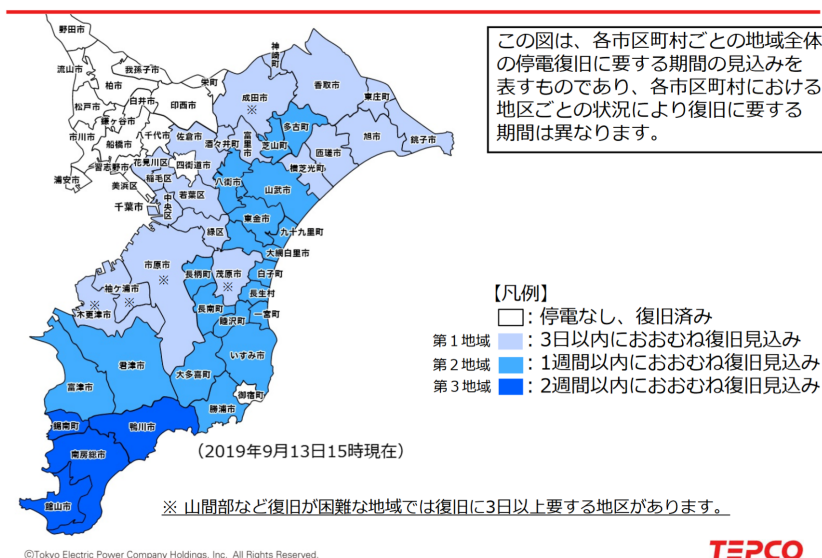 野田市
流山市
我孫子市
柏市
松戸市
白井市
印西市
栄町
鎌ヶ谷市
市川市
船橋市
八千代市
浦安市
習志野市
花見川区
美浜区
稲毛区
千葉市
中央区
若葉区
緑区
佐倉市
四街道市
酒々井町
富里市
成田市
※
神崎町
香取市
東庄町
多古町
芝山町
匝瑳市
旭市
銚子市
横芝光町
八街市
山武市
東金市
九十九里町
大網白里市
市原市
※
長柄町
茂原市
※
白子町
長生村
袖ケ浦市
※
木更津市
※
長南町
睦沢町
一宮町
いすみ市
君津市
富津市
大多喜町
御宿町
勝浦市
鋸南町
鴨川市
南房総市
館山市
この図は、各市区町村ごとの地域全体
の停電復旧に要する期間の見込みを
表すものであり、各市区町村における
地区ごとの状況により復旧に要する
期間は異なります。
【凡例】
:停電なし、復旧済み
第1地域 :3日以内におおむね復旧見込み
第2地域 :1週間以内におおむね復旧見込み
第3地域 :2週間以内におおむね復旧見込み
(2019年9月13日15時現在)
※ 山間部など復旧が困難な地域では復旧に3日以上要する地区があります。
©Tokyo Electric Power Company Holdings, Inc. All Rights Reserved.
TEPCO